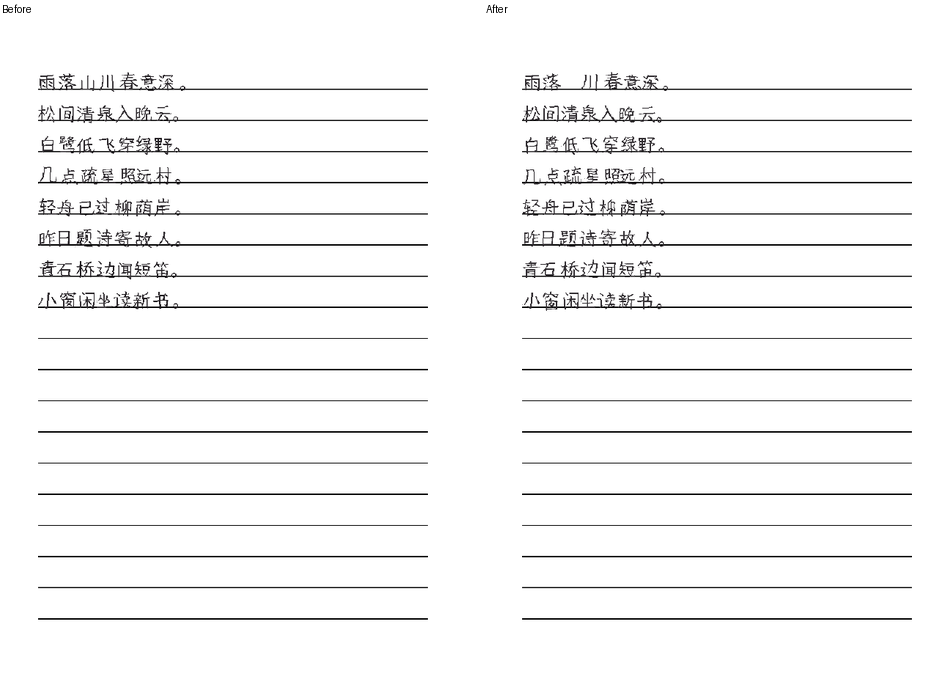 Before
After
雨落山川春意深。
松间清泉入晚云。
白鹭低飞穿绿野。
几点疏星照远村。
轻舟已过柳荫岸。
昨日题诗寄故人。
青石桥边闻短笛。
小窗闲坐读新书。
雨落 川春意深。
松间清泉入晚云。
白鹭低飞穿绿野。
几点疏星照远村。
轻舟已过柳荫岸。
昨日题诗寄故人。
青石桥边闻短笛。
小窗闲坐读新书。